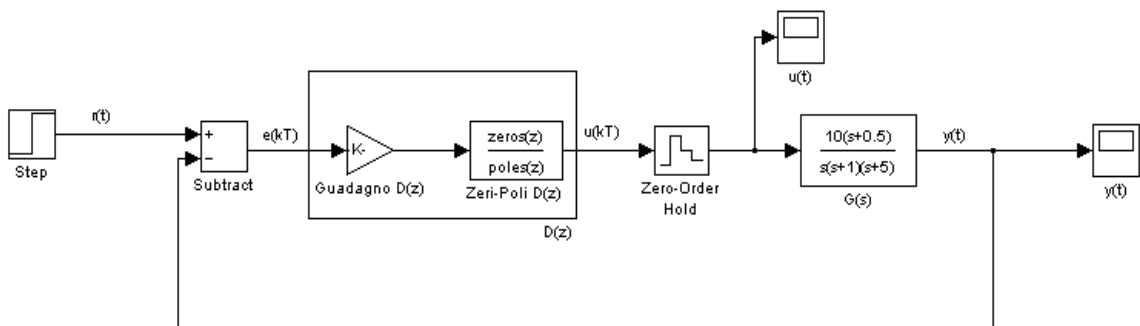 u(t)
r(t)
Step
+
−
Subtract
e(kT)
K-
Guadagno D(z)
zeros(z)
poles(z)
Zeri-Poli D(z)
D(z)
u(kT)
Zero-Order
Hold
10(s+0.5)
s(s+1)(s+5)
G(s)
y(t)
y(t)